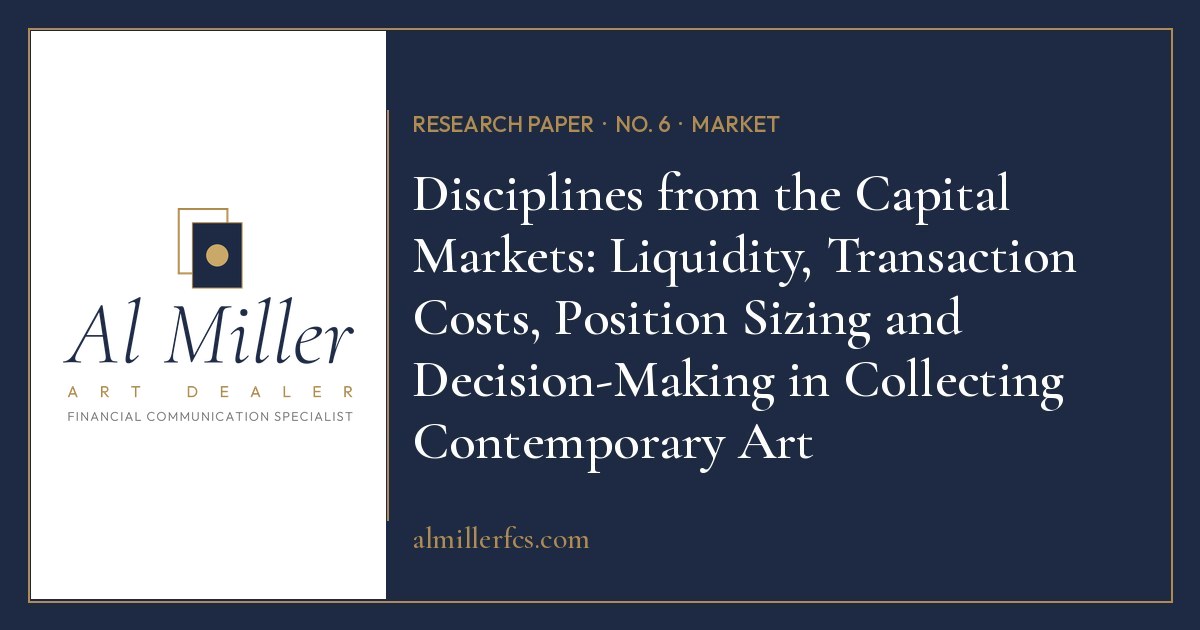 Al Miller
ART DEALER
FINANCIAL COMMUNICATION SPECIALIST
RESEARCH PAPER · NO. 6 · MARKET
Disciplines from the Capital
Markets: Liquidity, Transaction
Costs, Position Sizing and
Decision-Making in Collecting
Contemporary Art
almillerfcs.com